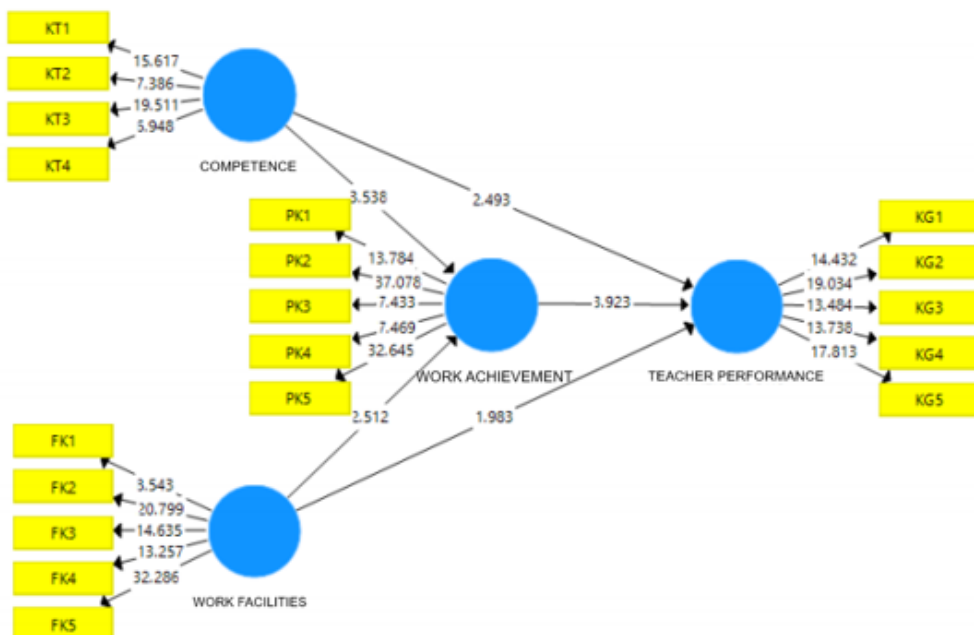 KT1
KT2
KT3
KT4
15.617
7.386
19.511
5.948
COMPETENCE
3.538
2.493
PK1
PK2
PK3
PK4
PK5
13.784
37.078
7.433
7.469
32.645
WORK ACHIEVEMENT
3.923
KG1
KG2
KG3
KG4
KG5
14.432
19.034
13.484
13.738
17.813
TEACHER PERFORMANCE
2.512
1.983
FK1
FK2
FK3
FK4
FK5
3.543
20.799
14.635
13.257
32.286
WORK FACILITIES